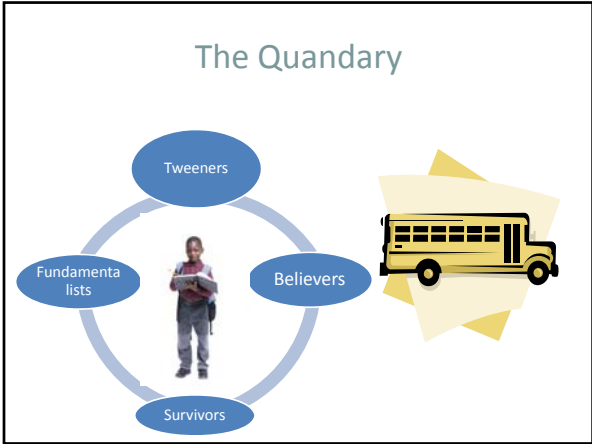 The Quandary
Tweeners
Fundamenta
lists
Believers
Survivors